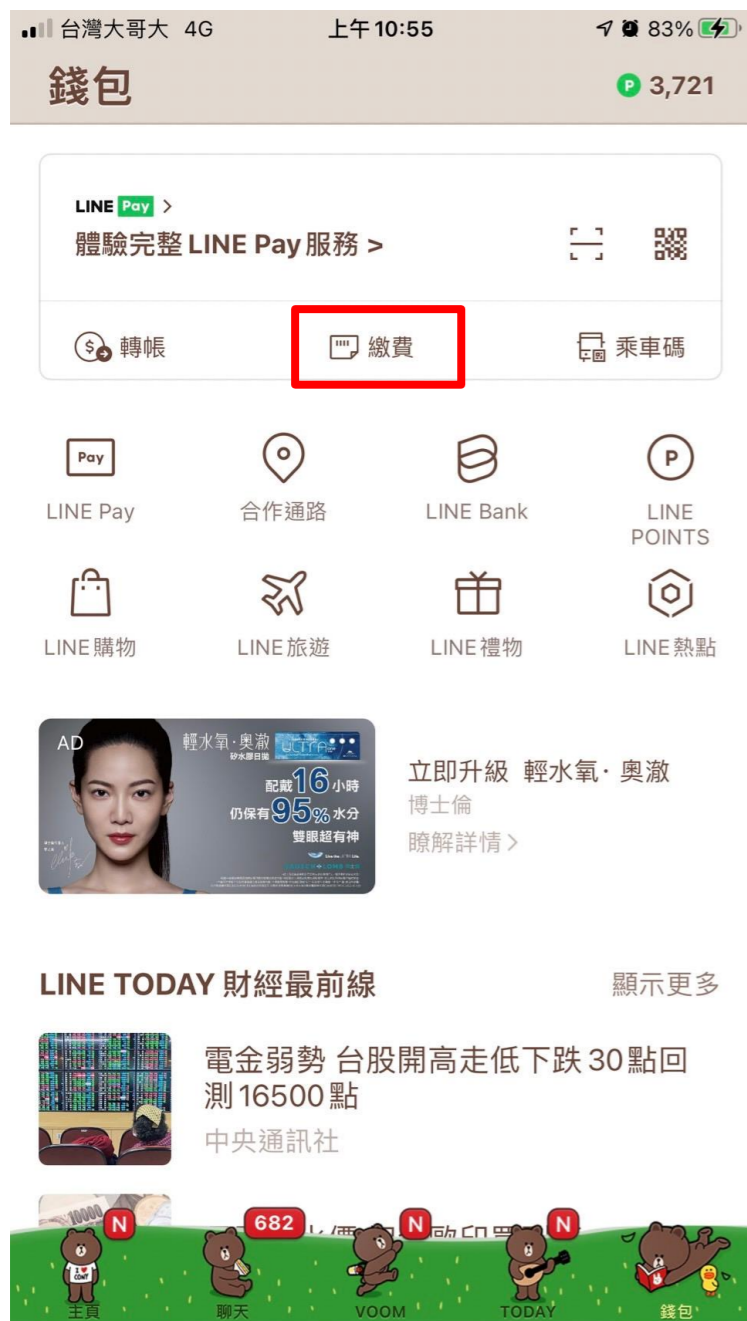 台灣大哥大 4G 上午10:55 83%
錢包 P 3,721
LINE Pay >
體驗完整 LINE Pay 服務 >
轉帳 繳費 乘車碼
Pay P
LINE Pay 合作通路 LINE Bank LINE POINTS
LINE購物 LINE旅遊 LINE禮物 LINE熱點
AD
輕水氧·奧澈 ULTRA
矽水膠日拋
配戴16小時
仍保有95%水分
雙眼超有神
立即升級 輕水氧· 奧澈
博士倫
瞭解詳情 >
LINE TODAY 財經最前線 顯示更多
電金弱勢 台股開高走低下跌30點回
測16500點
中央通訊社
10000
N 682 N N
I ♥ CONY
主頁 聊天 VOOM TODAY 錢包